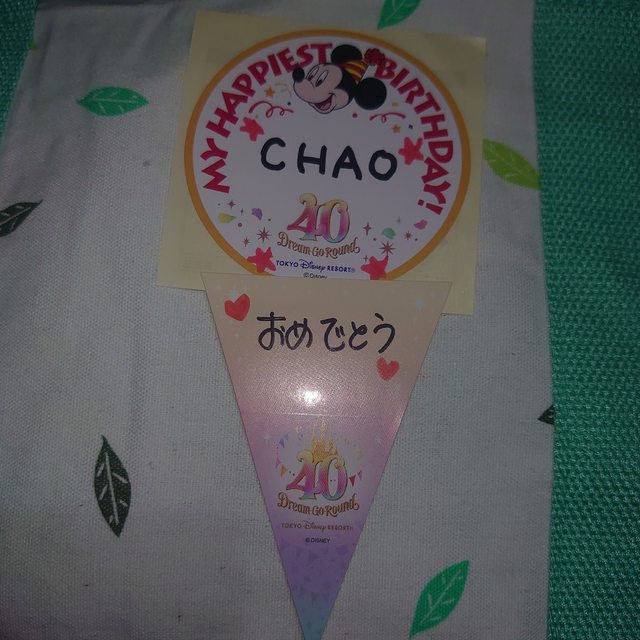 MY HAPPIEST BIRTHDAY!
CHAO
40
Dream-Go-Round
TOKYO Disney RESORT®
©Disney
おめでとう
40
Dream-Go-Round
TOKYO Disney RESORT®
©DISNEY